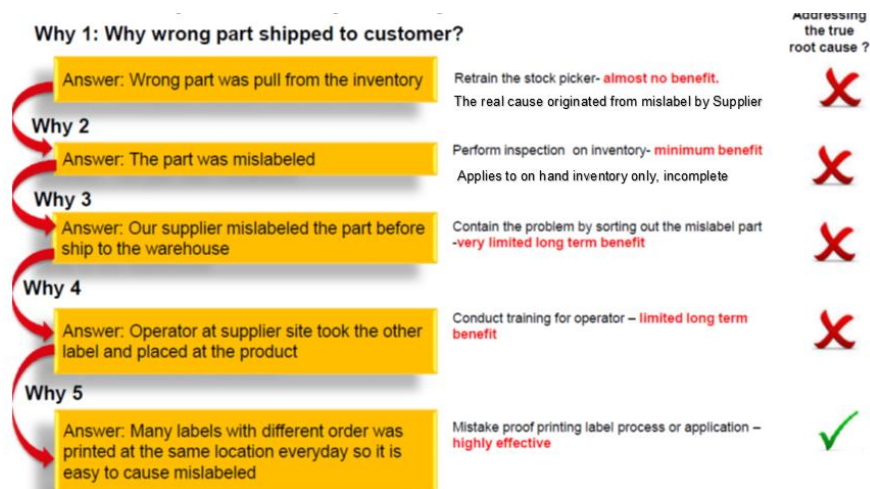 Addressing
the true
root cause ?
Why 1: Why wrong part shipped to customer?
Answer: Wrong part was pull from the inventory
Retrain the stock picker- almost no benefit.
The real cause originated from mislabel by Supplier
Why 2
Answer: The part was mislabeled
Perform inspection on inventory- minimum benefit
Applies to on hand inventory only, incomplete
Why 3
Answer: Our supplier mislabeled the part before
ship to the warehouse
Contain the problem by sorting out the mislabel part
-very limited long term benefit
Why 4
Answer: Operator at supplier site took the other
label and placed at the product
Conduct training for operator – limited long term
benefit
Why 5
Answer: Many labels with different order was
printed at the same location everyday so it is
easy to cause mislabeled
Mistake proof printing label process or application –
highly effective